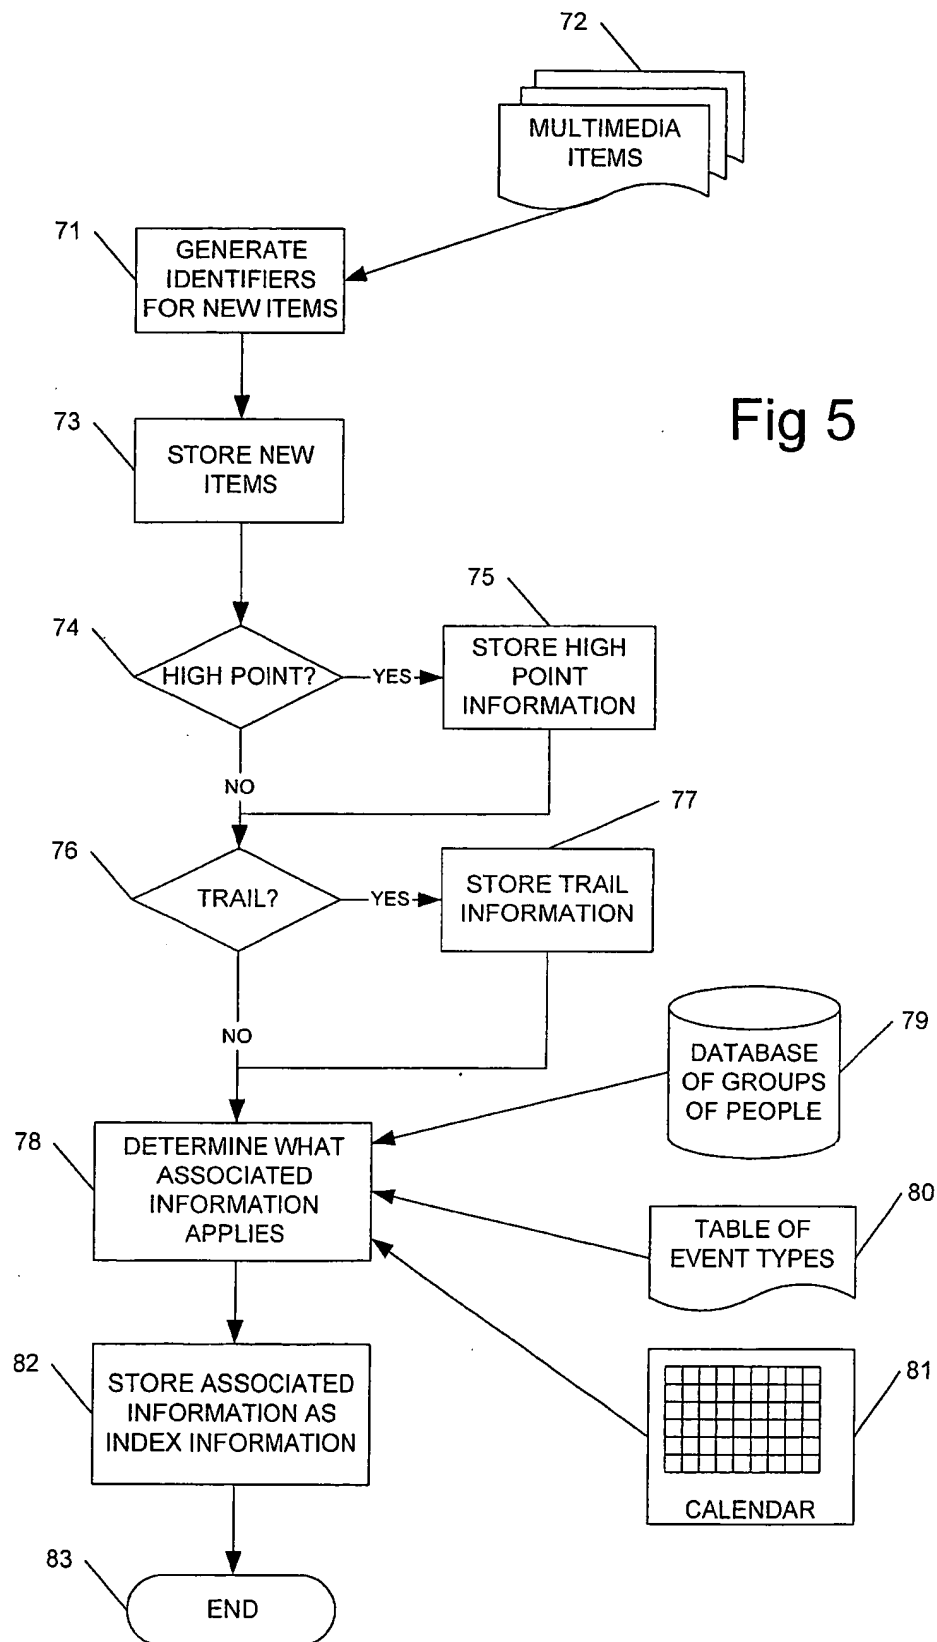 72
MULTIMEDIA
ITEMS
71
GENERATE
IDENTIFIERS
FOR NEW ITEMS
Fig 5
73
STORE NEW
ITEMS
75
74
HIGH POINT?
YES
STORE HIGH
POINT
INFORMATION
NO
77
76
TRAIL?
YES
STORE TRAIL
INFORMATION
NO
79
DATABASE
OF GROUPS
OF PEOPLE
78
DETERMINE WHAT
ASSOCIATED
INFORMATION
APPLIES
80
TABLE OF
EVENT TYPES
82
STORE ASSOCIATED
INFORMATION AS
INDEX INFORMATION
81
CALENDAR
83
END